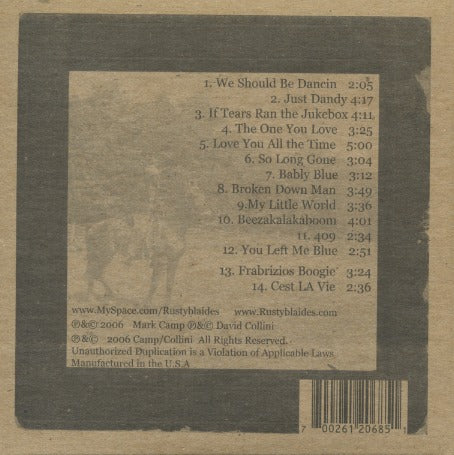 1. We Should Be Dancin 2:05
2. Just Dandy 4:17
3. If Tears Ran the Jukebox 4:11
4. The One You Love 3:25
5. Love You All the Time 5:00
6. So Long Gone 3:04
7. Bably Blue 3:12
8. Broken Down Man 3:49
9.My Little World 3:36
10. Beezakalakaboom 4:01
11. 409 2:34
12. You Left Me Blue 2:51
13. Frabrizios Boogie' 3:24
14. Cest LA Vie 2:36
www.MySpace.com/Rustyblaides www.Rustyblaides.com
℗&© 2006 Mark Camp ℗&© David Collini
℗&© 2006 Camp/Collini All Rights Reserved.
Unauthorized Duplication is a Violation of Applicable Laws
Manufactured in the U.S.A
7 00261 20685 1